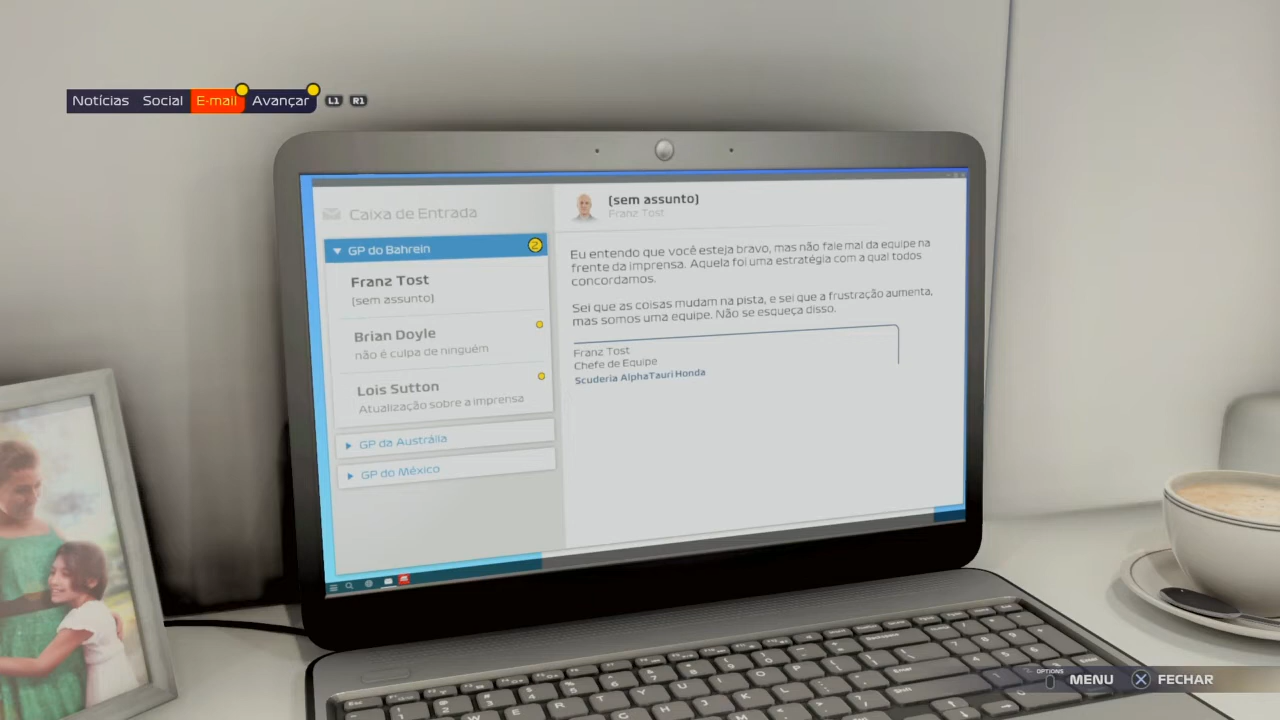 Notícias Social E-mail Avançar L1 R1
Caixa de Entrada
GP do Bahrein 2
Franz Tost
(sem assunto)
Brian Doyle
não é culpa de ninguém
Lois Sutton
Atualização sobre a imprensa
GP da Austrália
GP do México
(sem assunto)
Franz Tost
Eu entendo que você esteja bravo, mas não fale mal da equipe na
frente da imprensa. Aquela foi uma estratégia com a qual todos
concordamos.
Sei que as coisas mudam na pista, e sei que a frustração aumenta,
mas somos uma equipe. Não se esqueça disso.
Franz Tost
Chefe de Equipe
Scuderia AlphaTauri Honda
OPTIONS MENU FECHAR